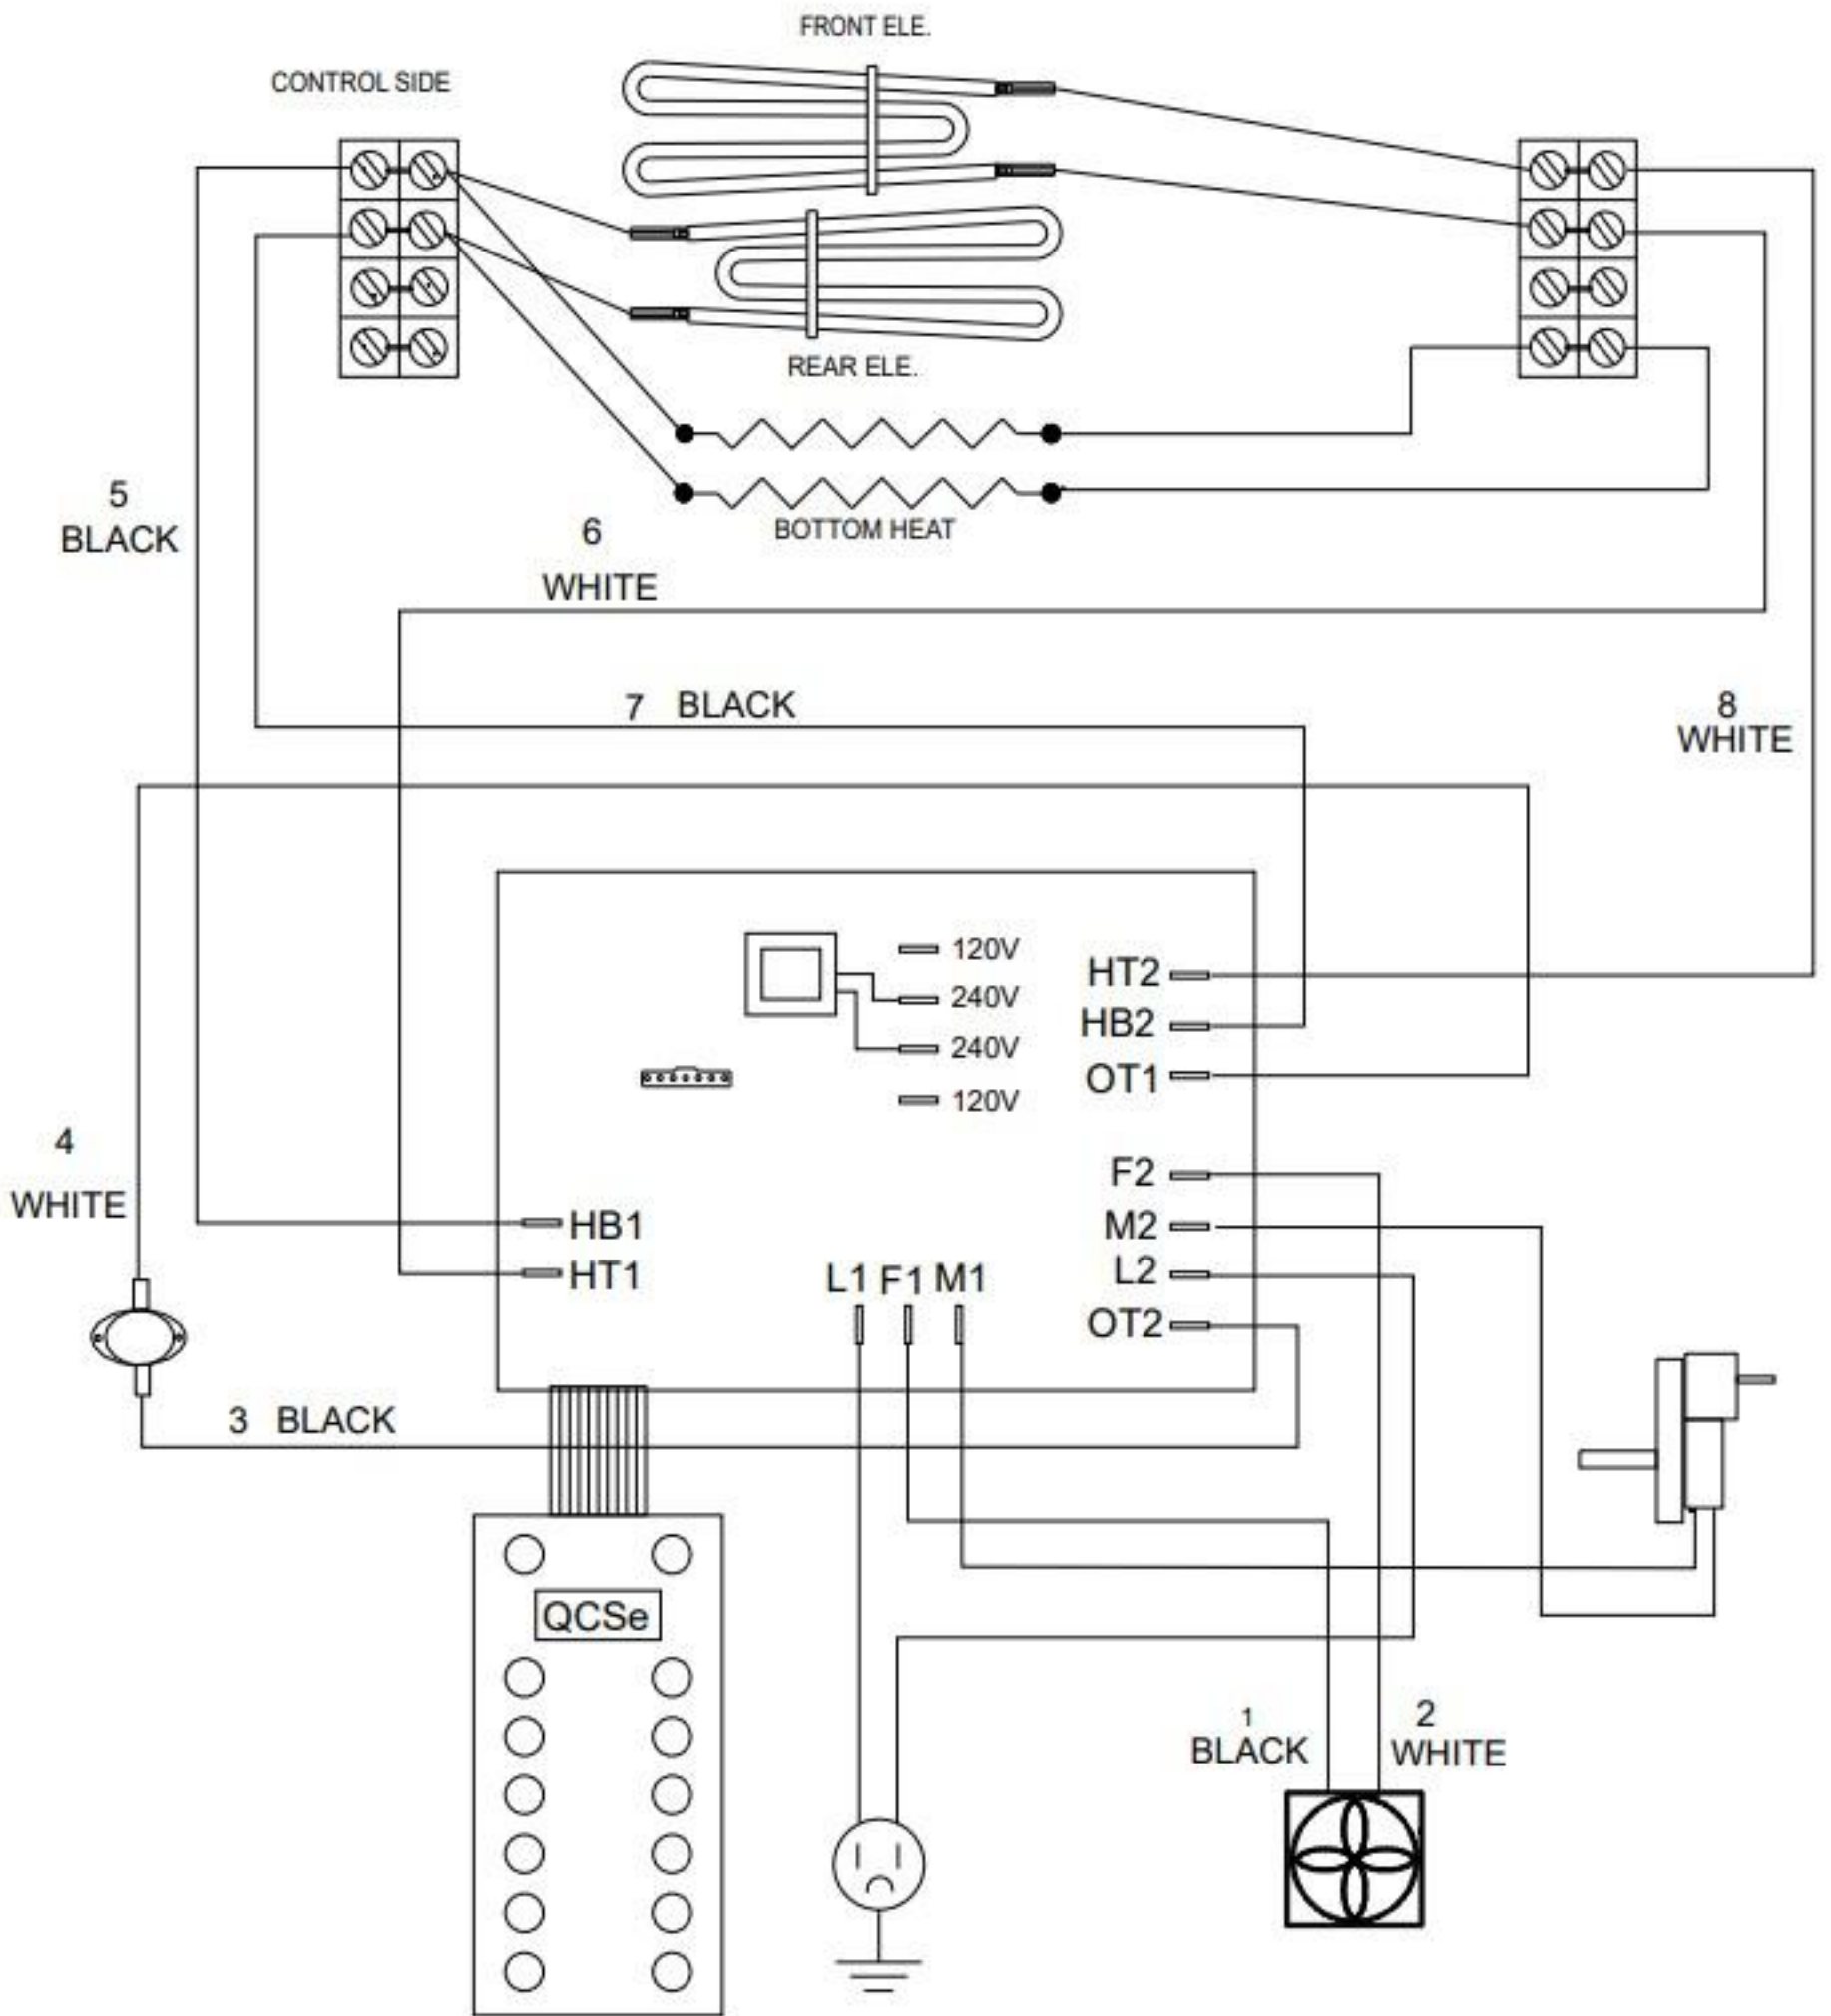 FRONT ELE.
CONTROL SIDE
REAR ELE.
5
BLACK
6
WHITE
BOTTOM HEAT
7 BLACK
8
WHITE
120V
240V
240V
120V
HT2
HB2
OT1
4
WHITE
F2
M2
L2
OT2
HB1
HT1
L1 F1 M1
3 BLACK
QCSe
1
BLACK
2
WHITE